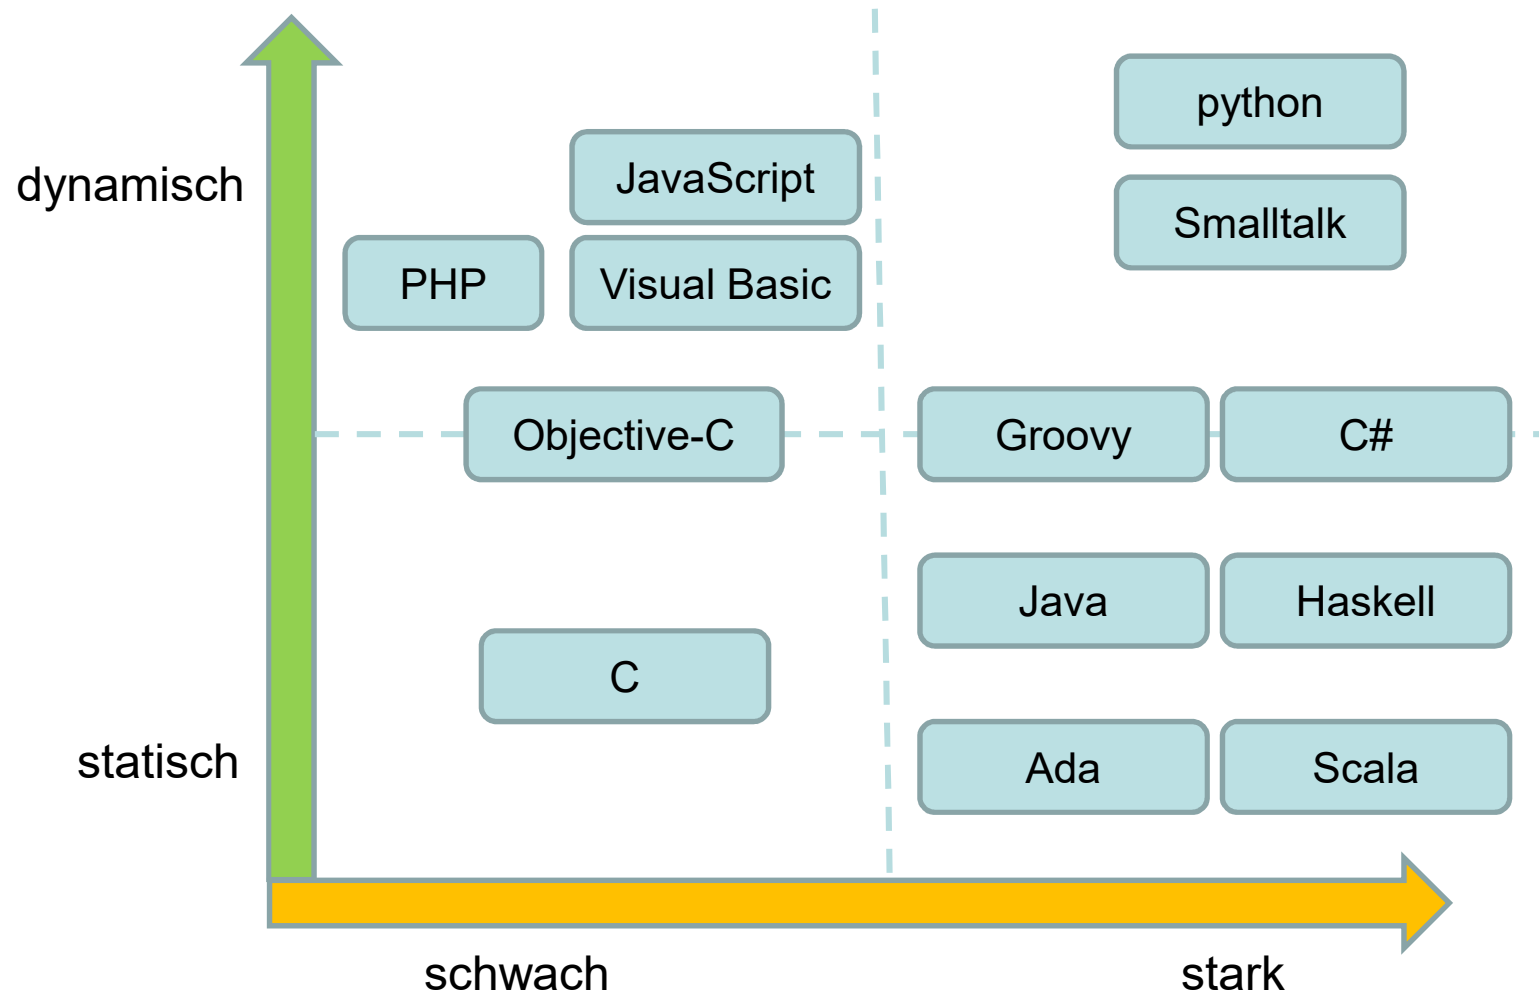 python
JavaScript
dynamisch
Smalltalk
PHP
Visual Basic
Objective-C
Groovy
C#
Java
Haskell
C
statisch
Ada
Scala
schwach
stark